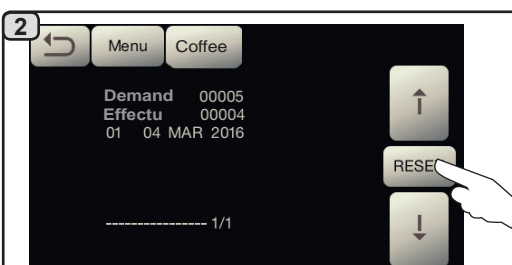 2
Menu Coffee
Demand 00005
Effectu 00004
01 04 MAR 2016
RESE
---------------- 1/1